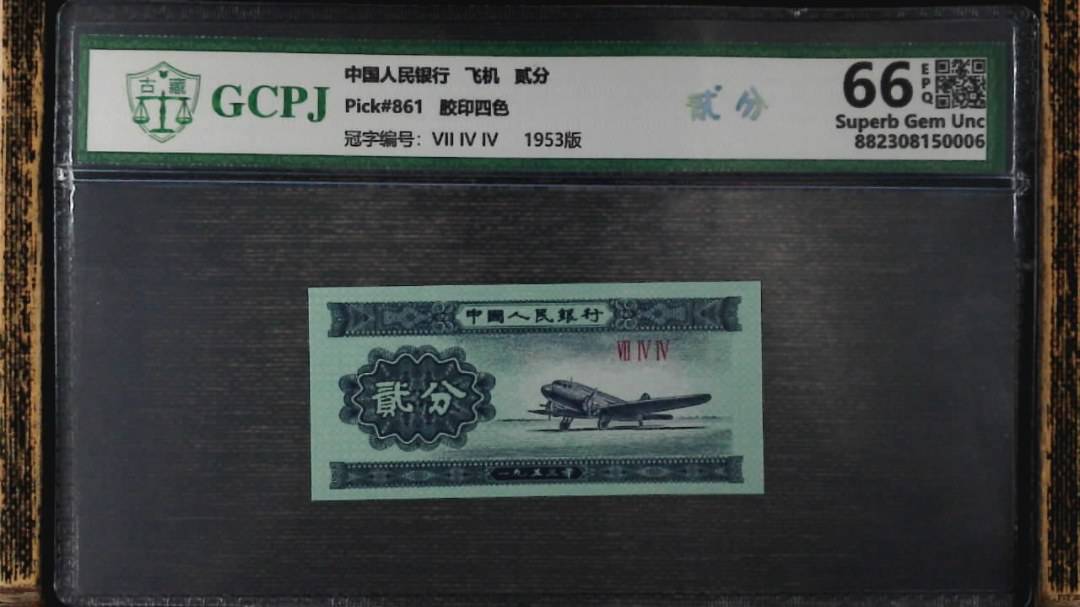 中国人民银行 飞机 贰分
Pick#861 胶印四色
冠字编号：VII IV IV 1953版
古藏
GCPJ
贰分
66 EPQ
Superb Gem Unc
882308150006
中國人民銀行
VII IV IV
貳分
一九五三年